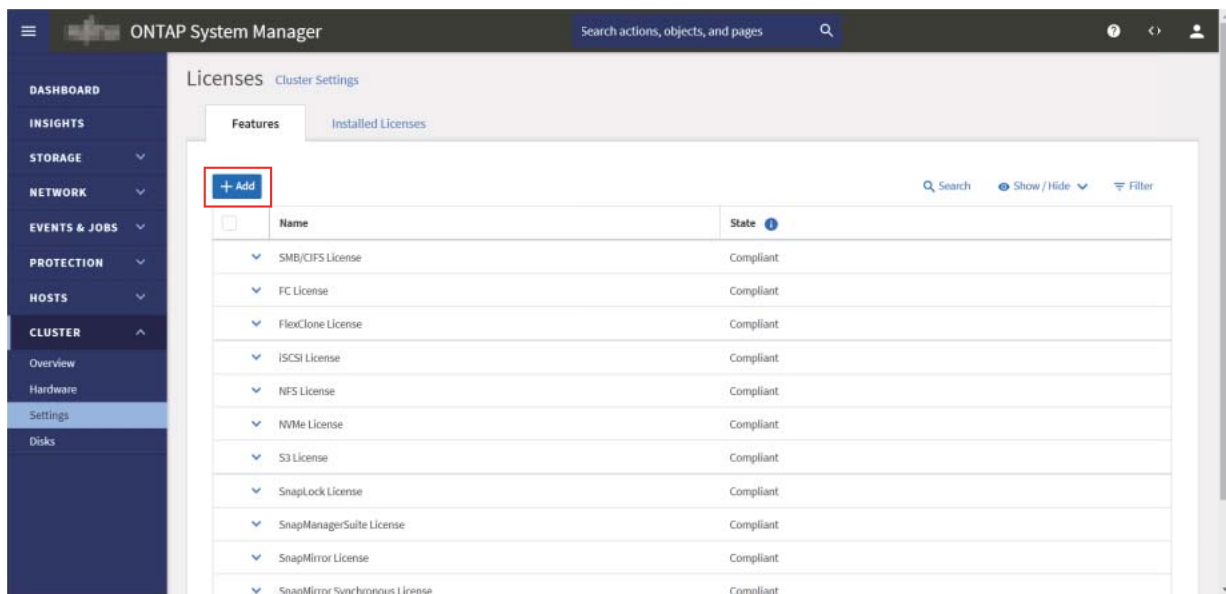 ONTAP System Manager
Search actions, objects, and pages
DASHBOARD
INSIGHTS
STORAGE
NETWORK
EVENTS & JOBS
PROTECTION
HOSTS
CLUSTER
Overview
Hardware
Settings
Disks
Licenses Cluster Settings
Features Installed Licenses
+ Add
Search Show / Hide Filter
Name State
SMB/CIFS License Compliant
FC License Compliant
FlexClone License Compliant
iSCSI License Compliant
NFS License Compliant
NVMe License Compliant
S3 License Compliant
SnapLock License Compliant
SnapManagerSuite License Compliant
SnapMirror License Compliant
SnapMirror Synchronous License Compliant